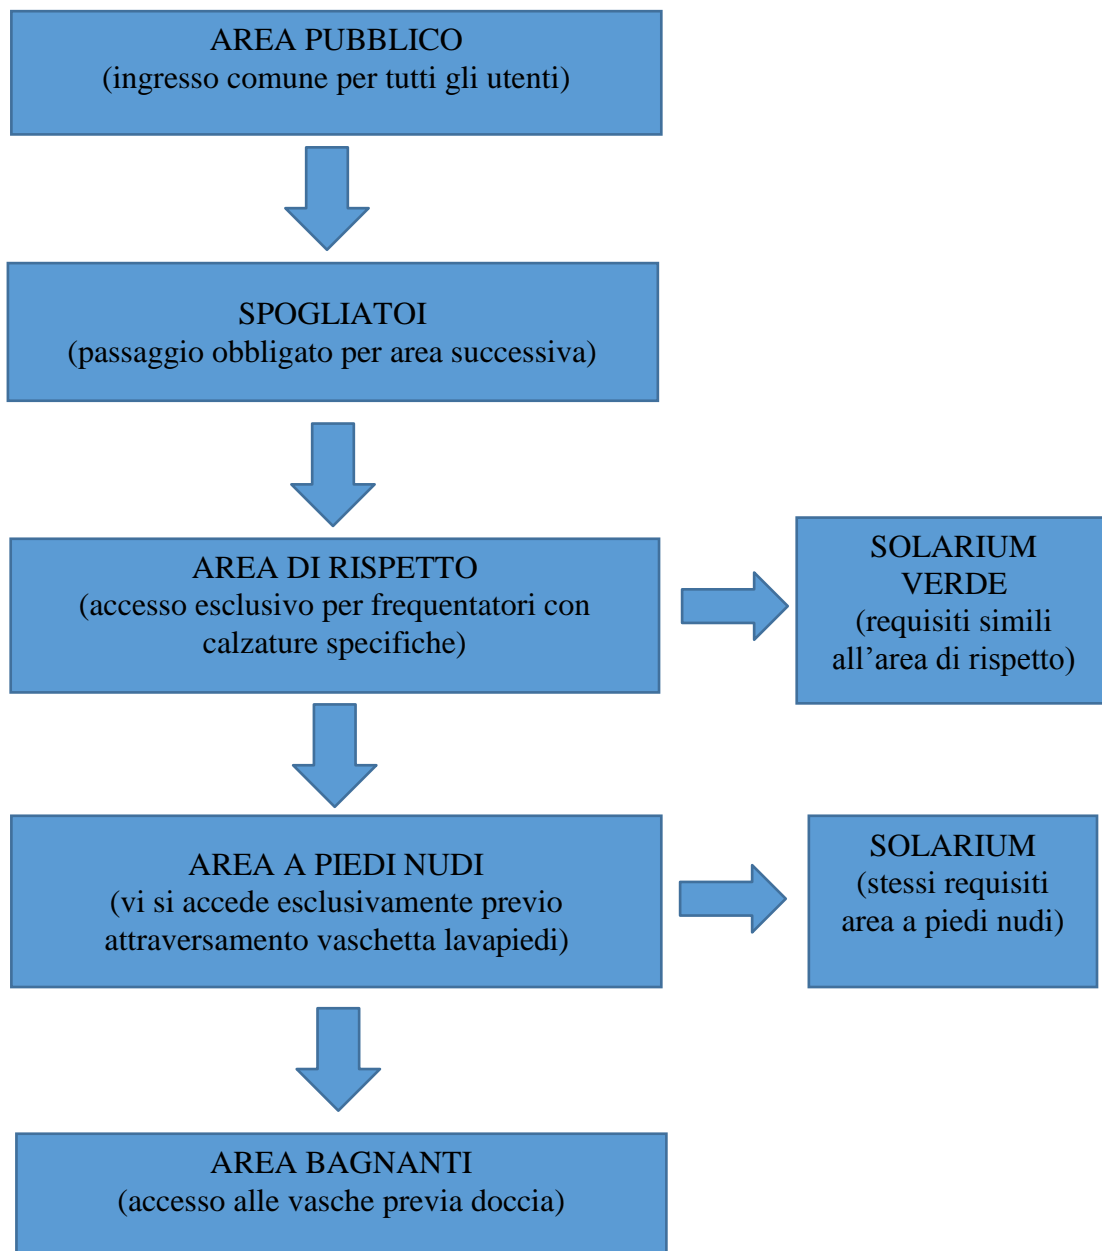 AREA PUBBLICO
(ingresso comune per tutti gli utenti)
SPOGLIATOI
(passaggio obbligato per area successiva)
AREA DI RISPETTO
(accesso esclusivo per frequentatori con
calzature specifiche)
SOLARIUM
VERDE
(requisiti simili
all’area di rispetto)
AREA A PIEDI NUDI
(vi si accede esclusivamente previo
attraversamento vaschetta lavapiedi)
SOLARIUM
(stessi requisiti
area a piedi nudi)
AREA BAGNANTI
(accesso alle vasche previa doccia)